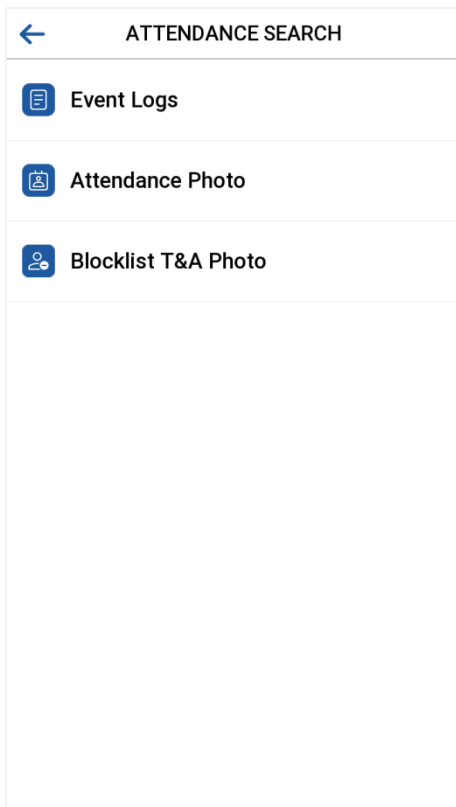 ATTENDANCE SEARCH
Event Logs
Attendance Photo
Blocklist T&A Photo